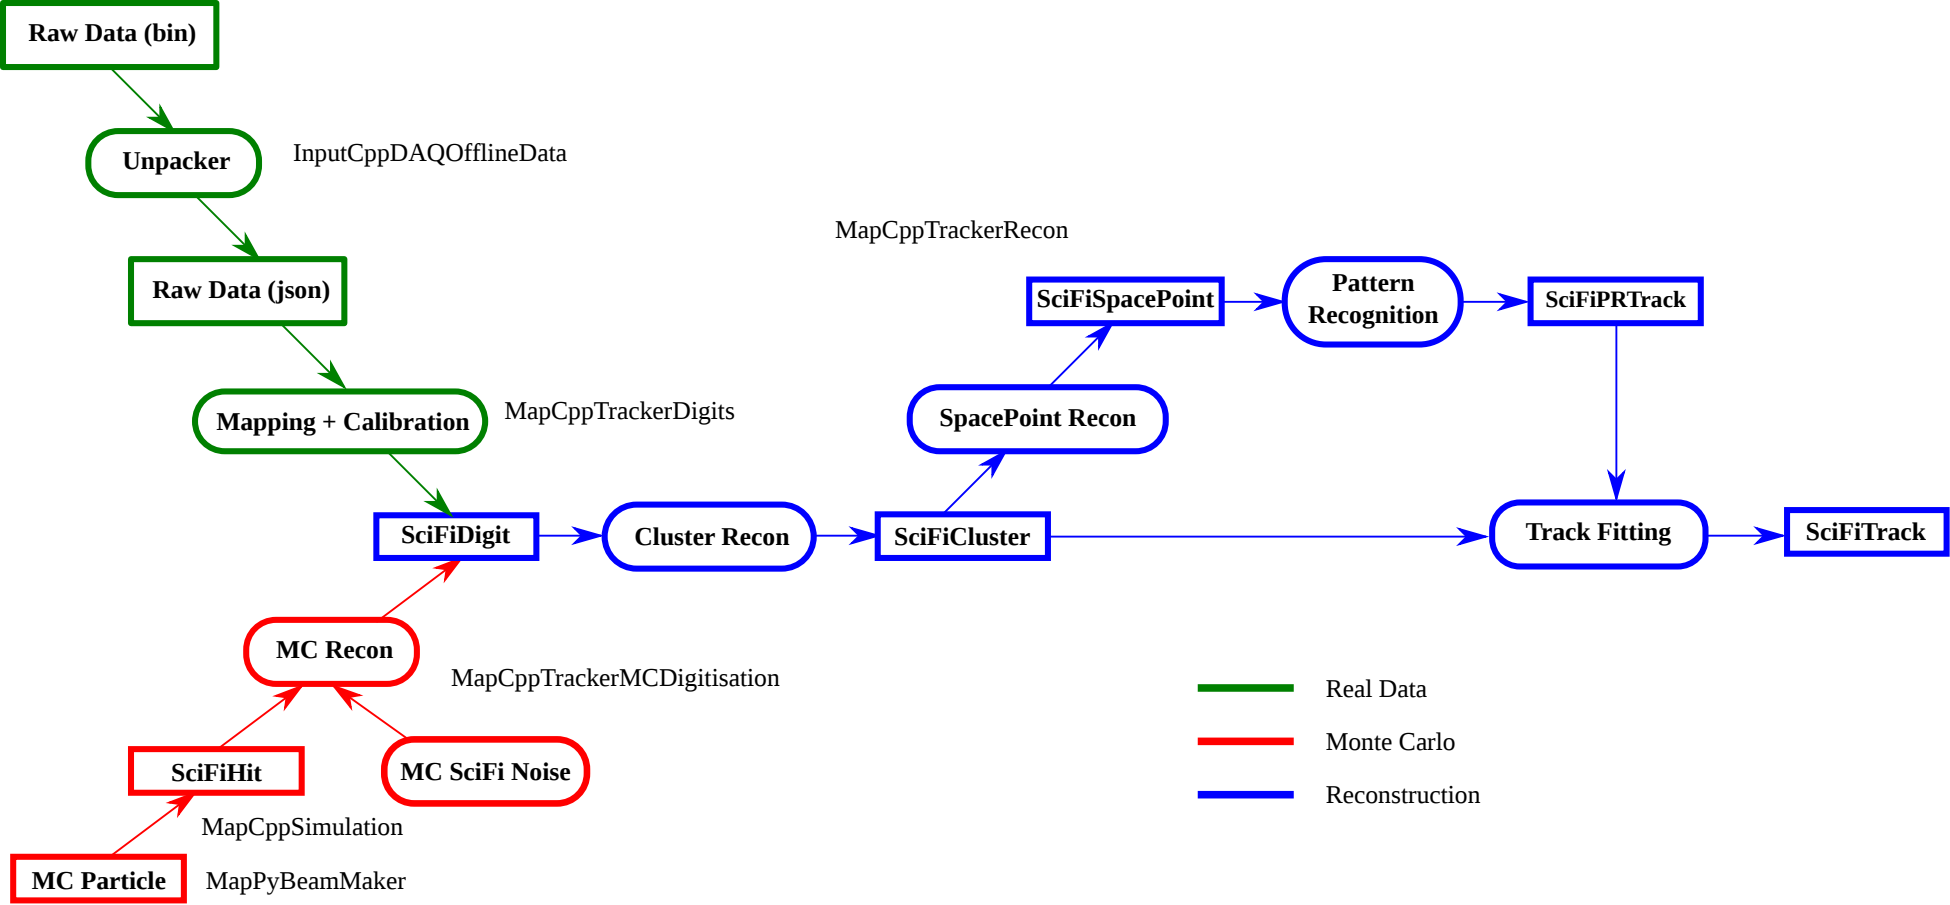 Raw Data (bin)
Unpacker
InputCppDAQOfflineData
Raw Data (json)
MapCppTrackerRecon
SciFiSpacePoint
Pattern
Recognition
SciFiPRTrack
Mapping + Calibration
MapCppTrackerDigits
SpacePoint Recon
SciFiDigit
Cluster Recon
SciFiCluster
Track Fitting
SciFiTrack
MC Recon
MapCppTrackerMCDigitisation
SciFiHit
MC SciFi Noise
MapCppSimulation
MC Particle
MapPyBeamMaker
Real Data
Monte Carlo
Reconstruction